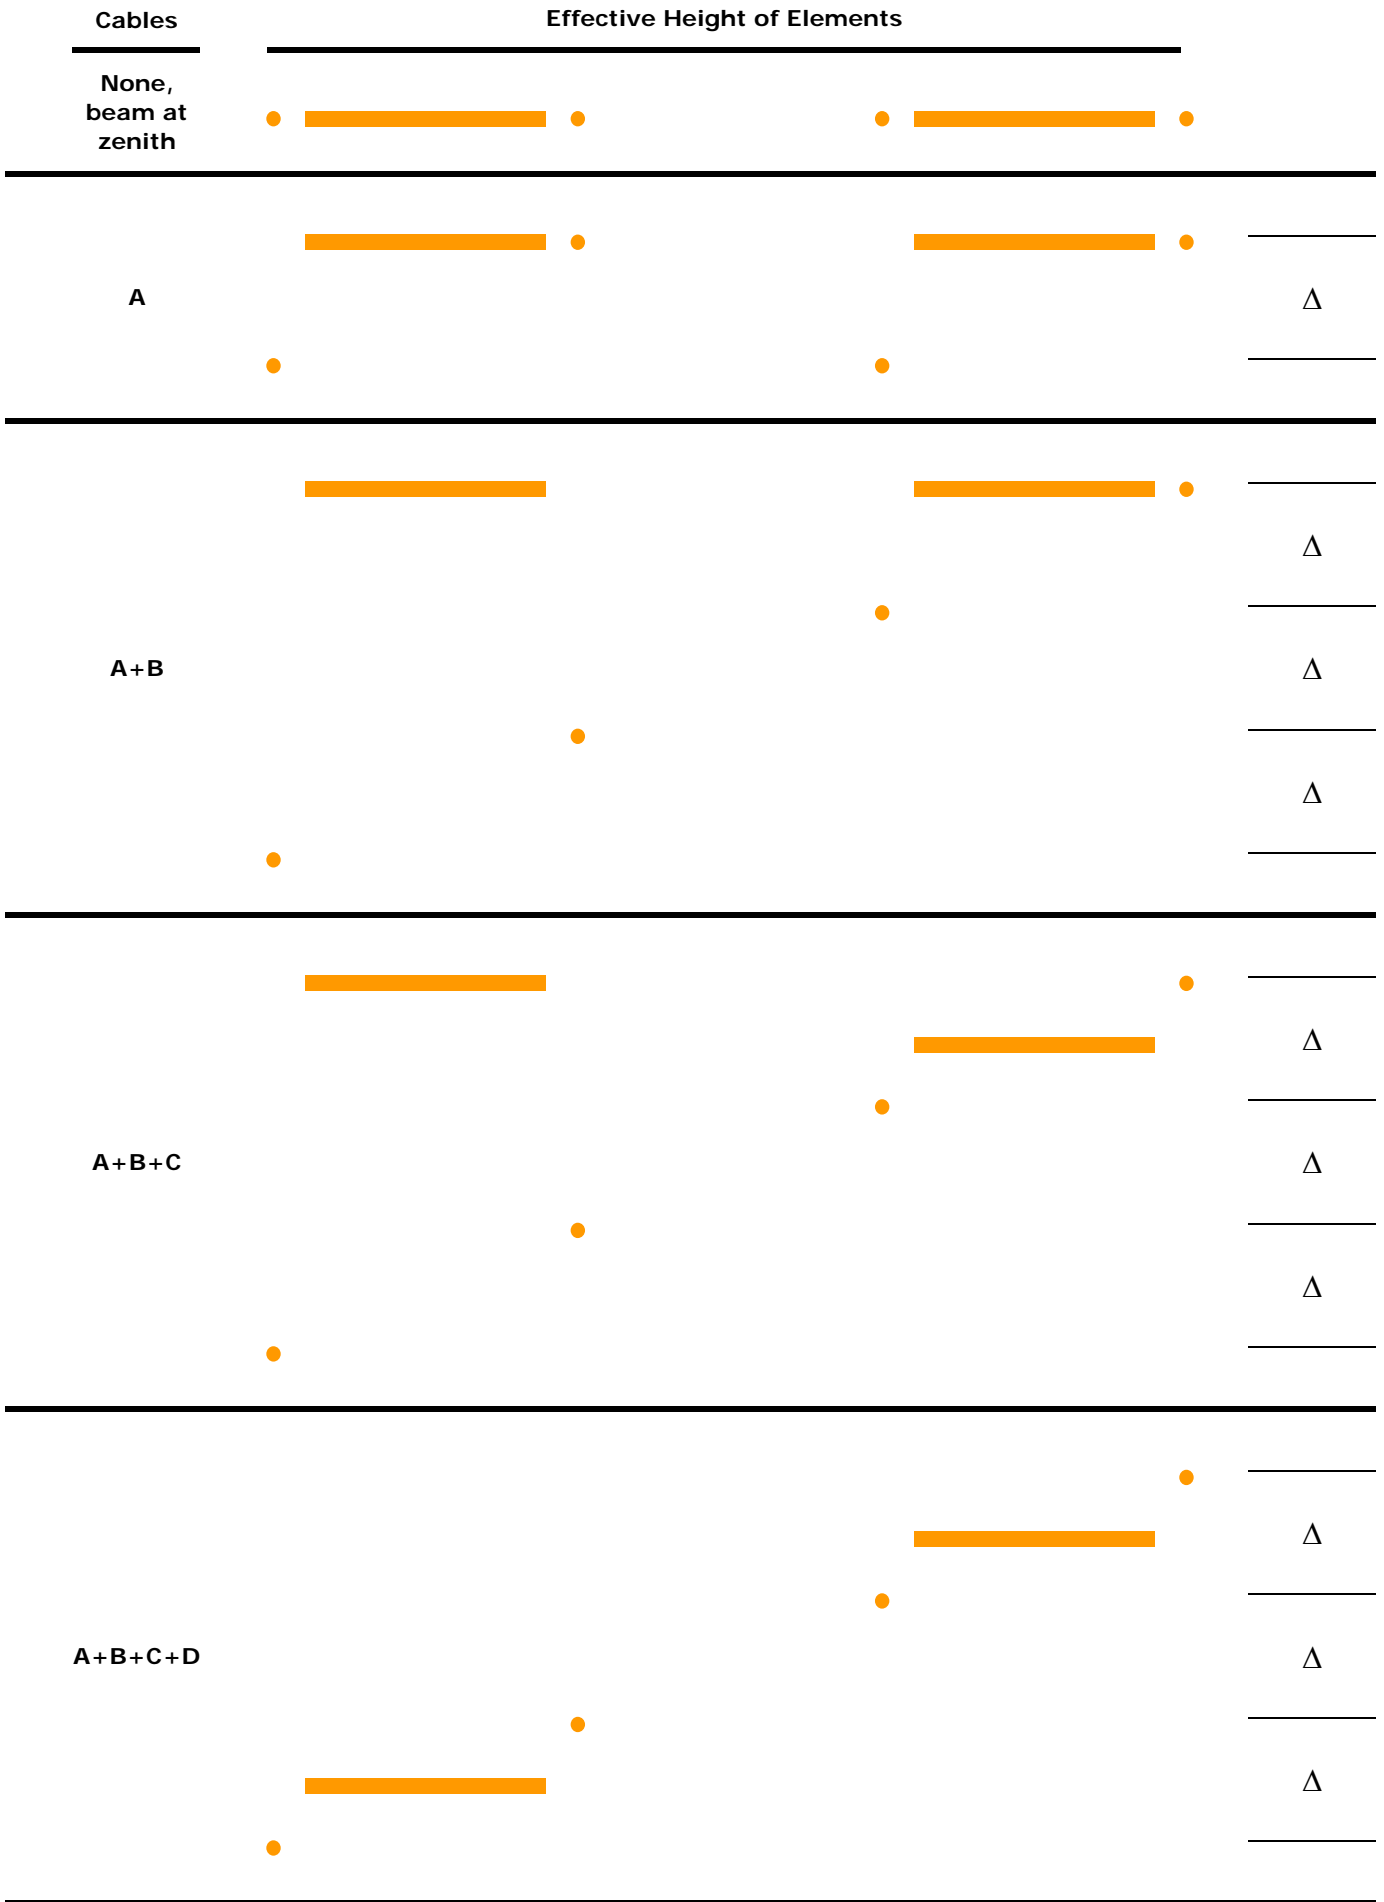 Cables
Effective Height of Elements
None,
beam at
zenith
A
Δ
Δ
A+B
Δ
Δ
Δ
A+B+C
Δ
Δ
Δ
A+B+C+D
Δ
Δ